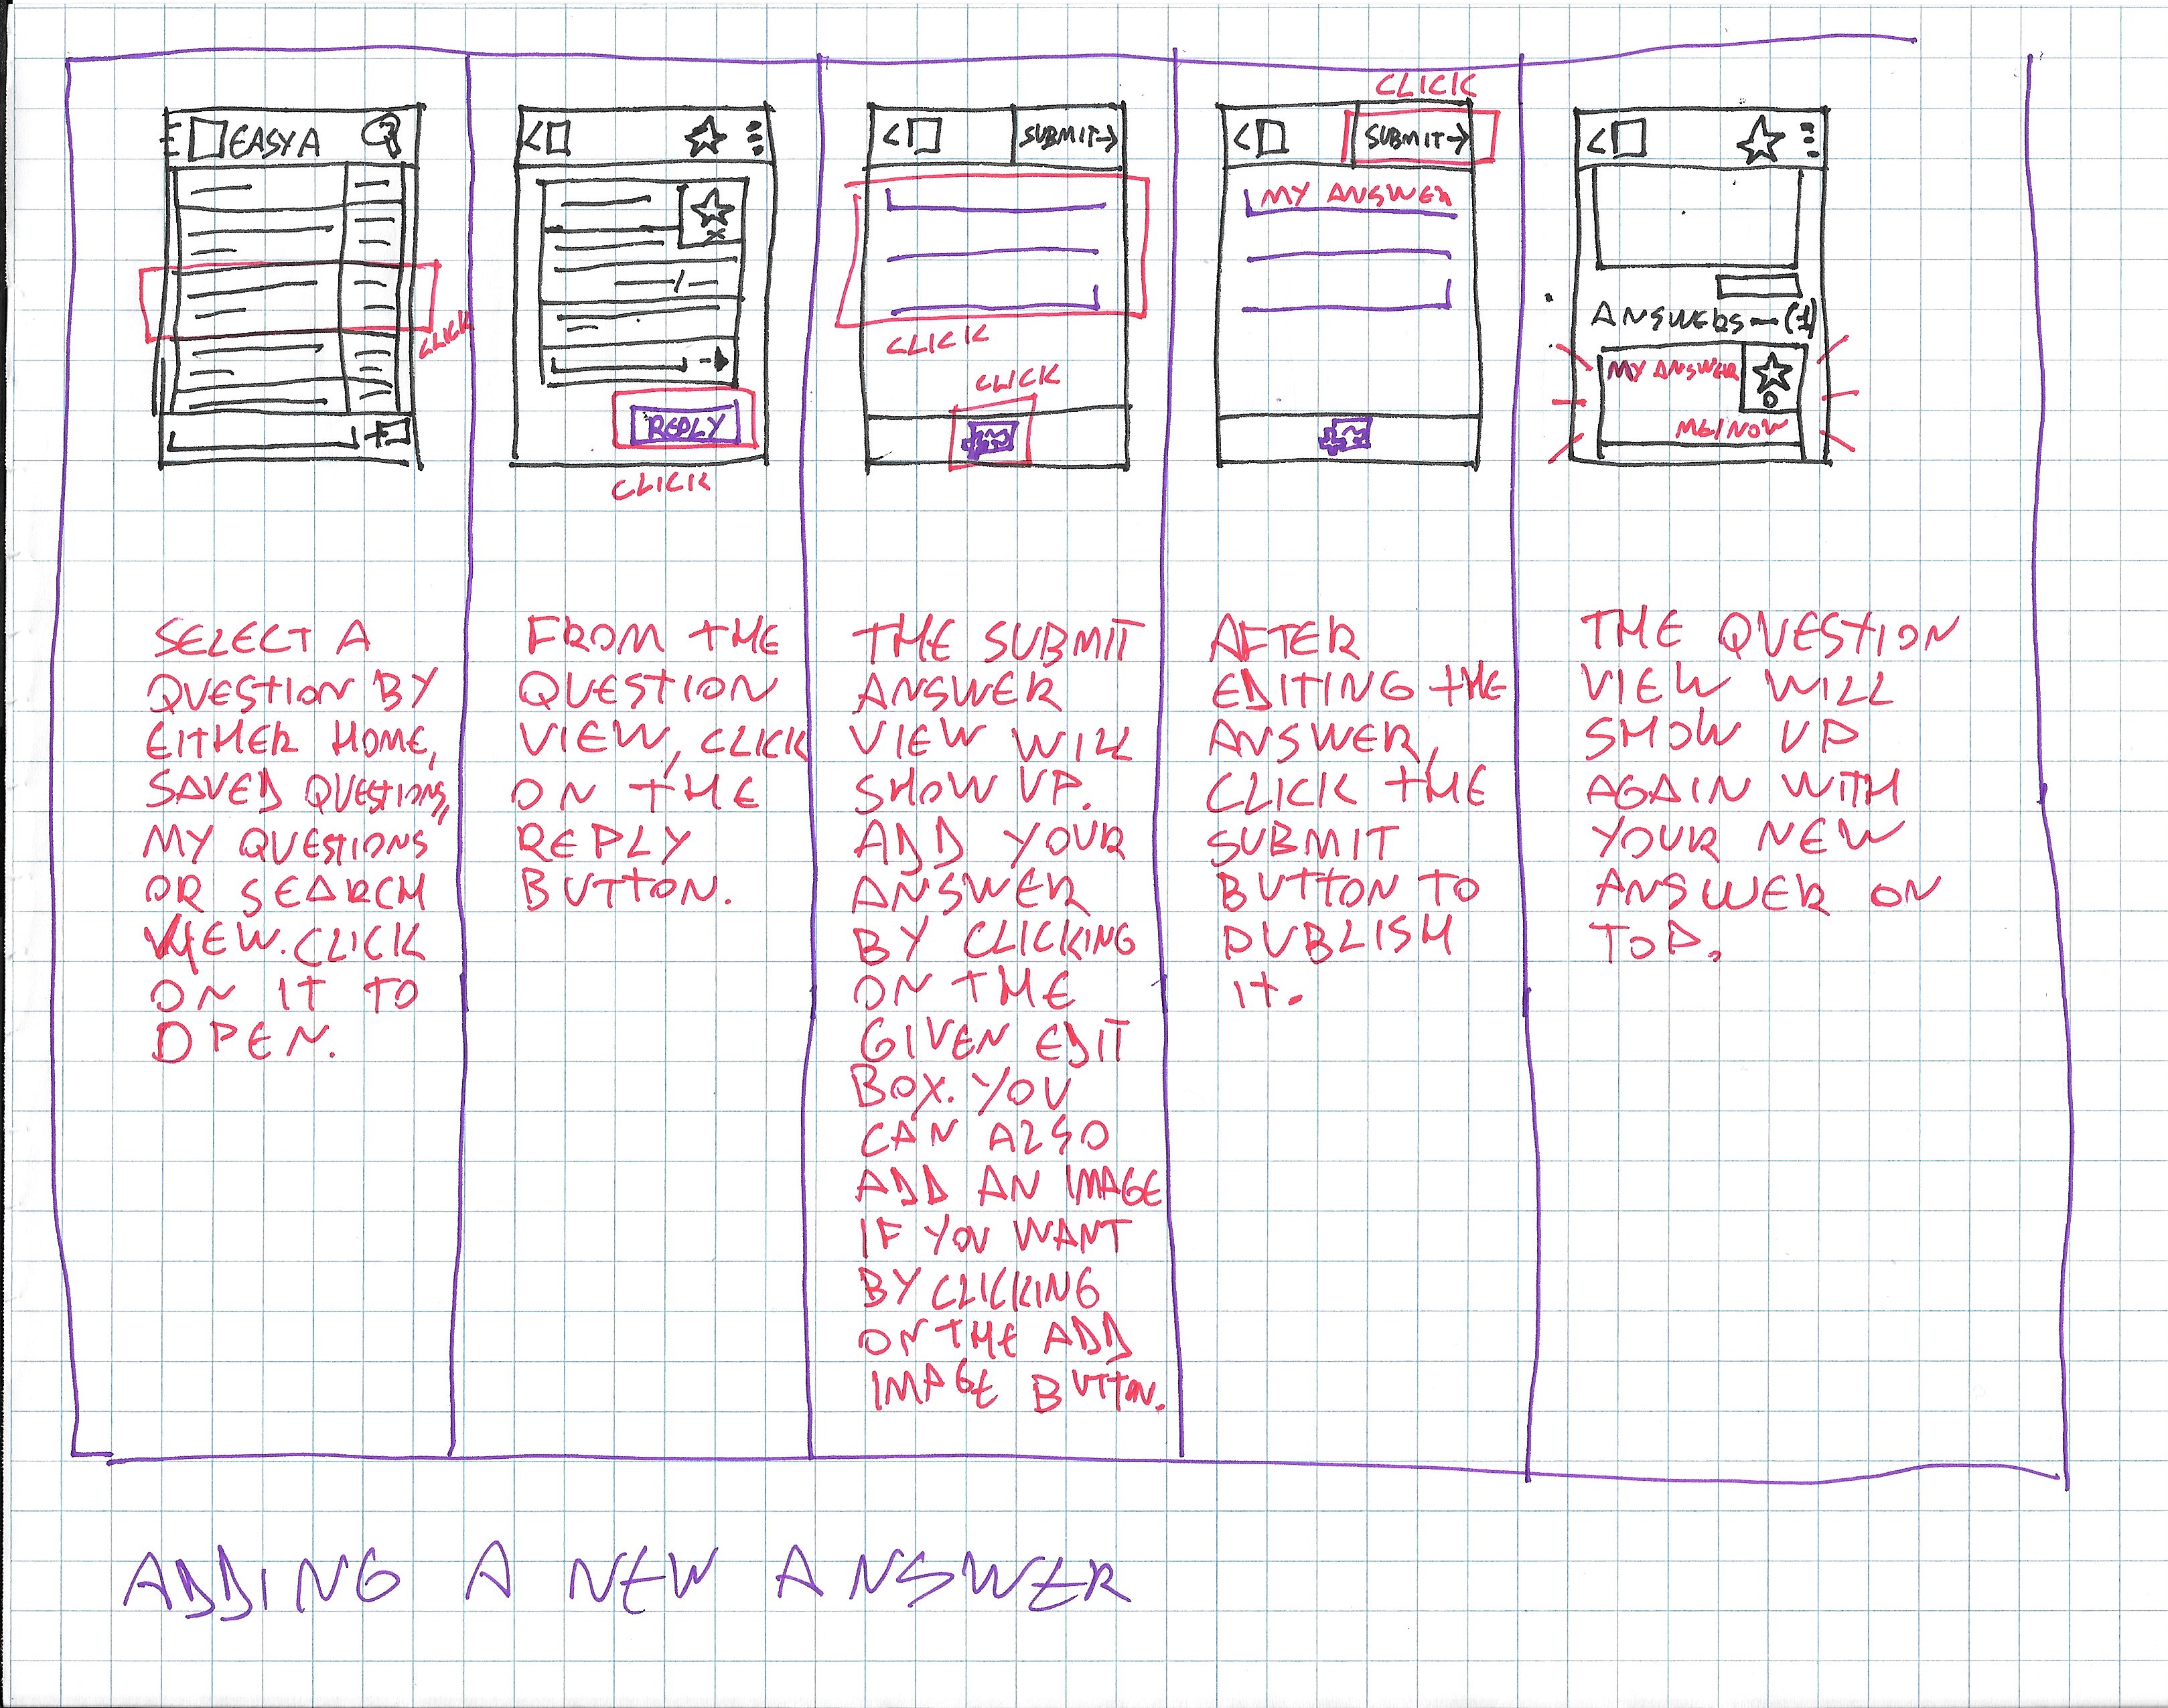 EASY A
CLICK
REPLY
CLICK
SUBMIT→
CLICK
CLICK
CLICK
SUBMIT→
MY ANSWER
ANSWERS—(1)
MY ANSWER
ME/NOW
SELECT A
QUESTION BY
EITHER HOME,
SAVED QUESTIONS,
MY QUESTIONS
OR SEARCH
VIEW. CLICK
ON IT TO
OPEN.
FROM THE
QUESTION
VIEW, CLICK
ON THE
REPLY
BUTTON.
THE SUBMIT
ANSWER
VIEW WILL
SHOW UP.
ADD YOUR
ANSWER
BY CLICKING
ON THE
GIVEN EDIT
BOX. YOU
CAN ALSO
ADD AN IMAGE
IF YOU WANT
BY CLICKING
ON THE ADD
IMAGE BUTTON.
AFTER
EDITING THE
ANSWER,
CLICK THE
SUBMIT
BUTTON TO
PUBLISH
IT.
THE QUESTION
VIEW WILL
SHOW UP
AGAIN WITH
YOUR NEW
ANSWER ON
TOP.
ADDING A NEW ANSWER